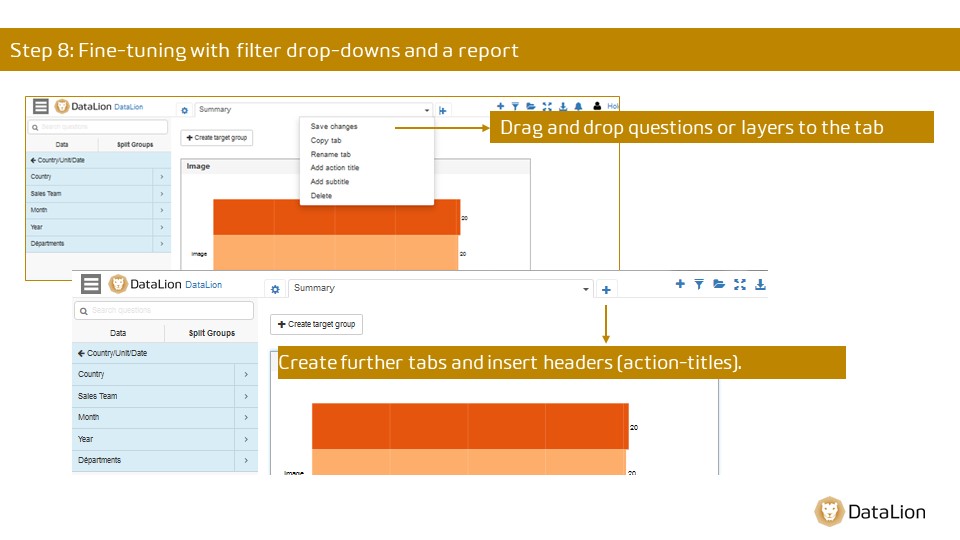 Step 8: Fine-tuning with filter drop-downs and a report
DataLion DataLion
Summary
Search questions
Data Split Groups
Country/Unit/Date
Country
Sales Team
Month
Year
Départments
Create target group
Save changes
Copy tab
Rename tab
Add action title
Add subtitle
Delete
Image
20
Image
20
Drag and drop questions or layers to the tab
DataLion DataLion
Summary
Search questions
Data Split Groups
Country/Unit/Date
Country
Sales Team
Month
Year
Départments
Create target group
Create further tabs and insert headers (action-titles).
20
Image
20
DataLion